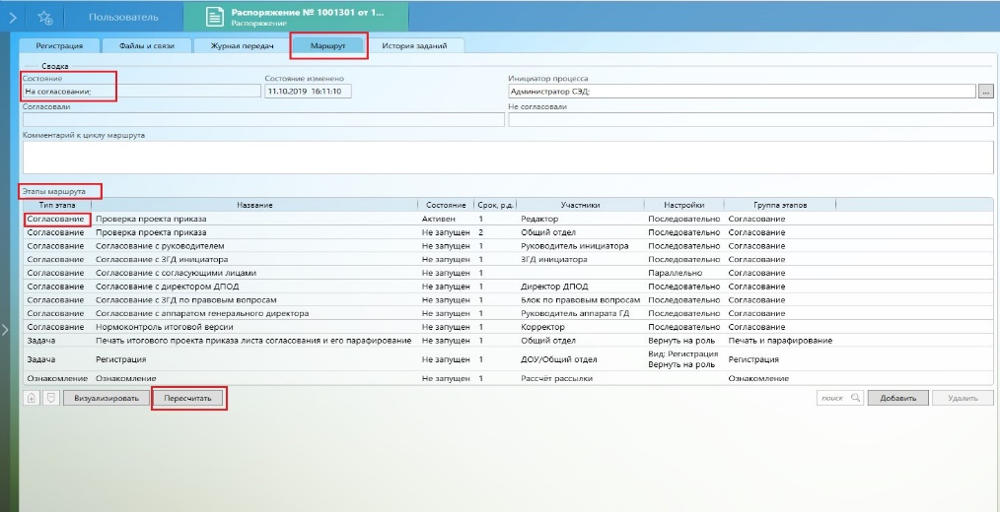 Пользователь
Распоряжение № 1001301 от 1...
Распоряжение
Регистрация Файлы и связи Журнал передач Маршрут История заданий
Сводка
Состояние Состояние изменено Инициатор процесса
На согласовании; 11.10.2019 16:11:10 Администратор СЭД; ...
Согласовали Не согласовали
Комментарий к циклу маршрута
Этапы маршрута
Тип этапа Название Состояние Срок, р.д. Участники Настройки Группа этапов
Согласование Проверка проекта приказа Активен 1 Редактор Последовательно Согласование
Согласование Проверка проекта приказа Не запущен 2 Общий отдел Последовательно Согласование
Согласование Согласование с руководителем Не запущен 1 Руководитель инициатора Последовательно Согласование
Согласование Согласование с ЗГД инициатора Не запущен 1 ЗГД инициатора Последовательно Согласование
Согласование Согласование с согласующими лицами Не запущен 1 Параллельно Согласование
Согласование Согласование с директором ДПОД Не запущен 1 Директор ДПОД Последовательно Согласование
Согласование Согласование с ЗГД по правовым вопросам Не запущен 1 Блок по правовым вопросам Последовательно Согласование
Согласование Согласование с аппаратом генерального директора Не запущен 1 Руководитель аппарата ГД Последовательно Согласование
Согласование Нормоконтроль итоговой версии Не запущен 1 Корректор Последовательно Согласование
Задача Печать итогового проекта приказа листа согласования и его парафирование Не запущен 1 Общий отдел Вернуть на роль Печать и парафирование
Задача Регистрация Не запущен 1 ДОУ/Общий отдел Вид: Регистрация Регистрация
Вернуть на роль
Ознакомление Ознакомление Не запущен 1 Рассчёт рассылки Ознакомление
Визуализировать Пересчитать поиск Добавить Удалить